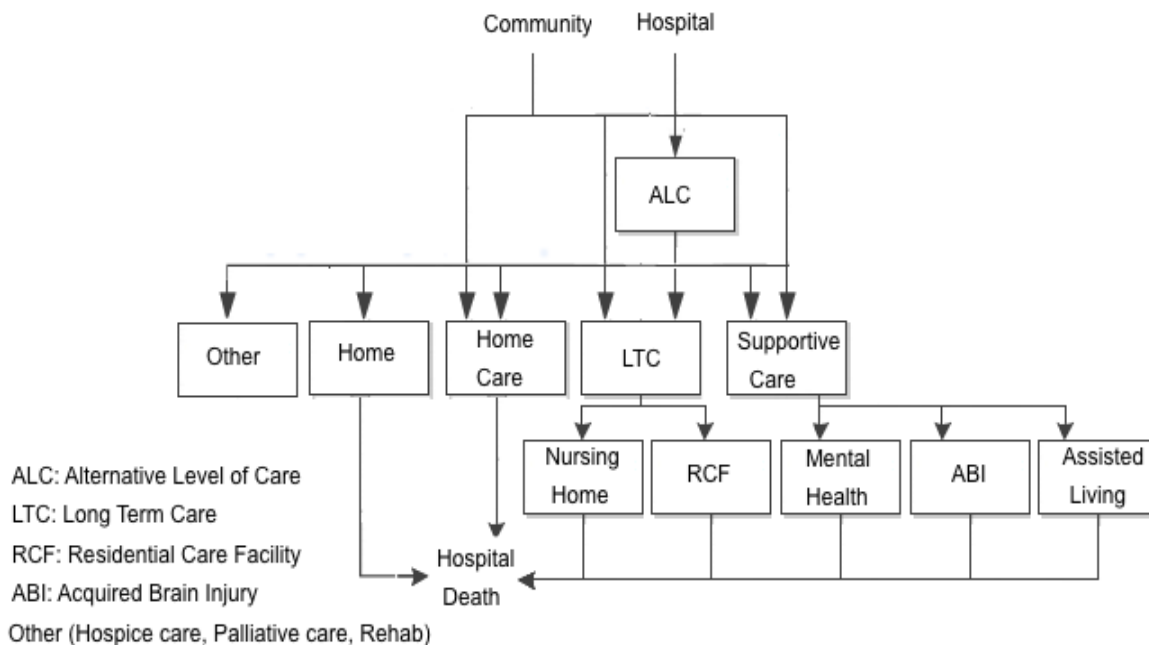 Community
Hospital
ALC
Other
Home
Home
Care
LTC
Supportive
Care
Nursing
Home
RCF
Mental
Health
ABI
Assisted
Living
Hospital
Death
ALC: Alternative Level of Care
LTC: Long Term Care
RCF: Residential Care Facility
ABI: Acquired Brain Injury
Other (Hospice care, Palliative care, Rehab)